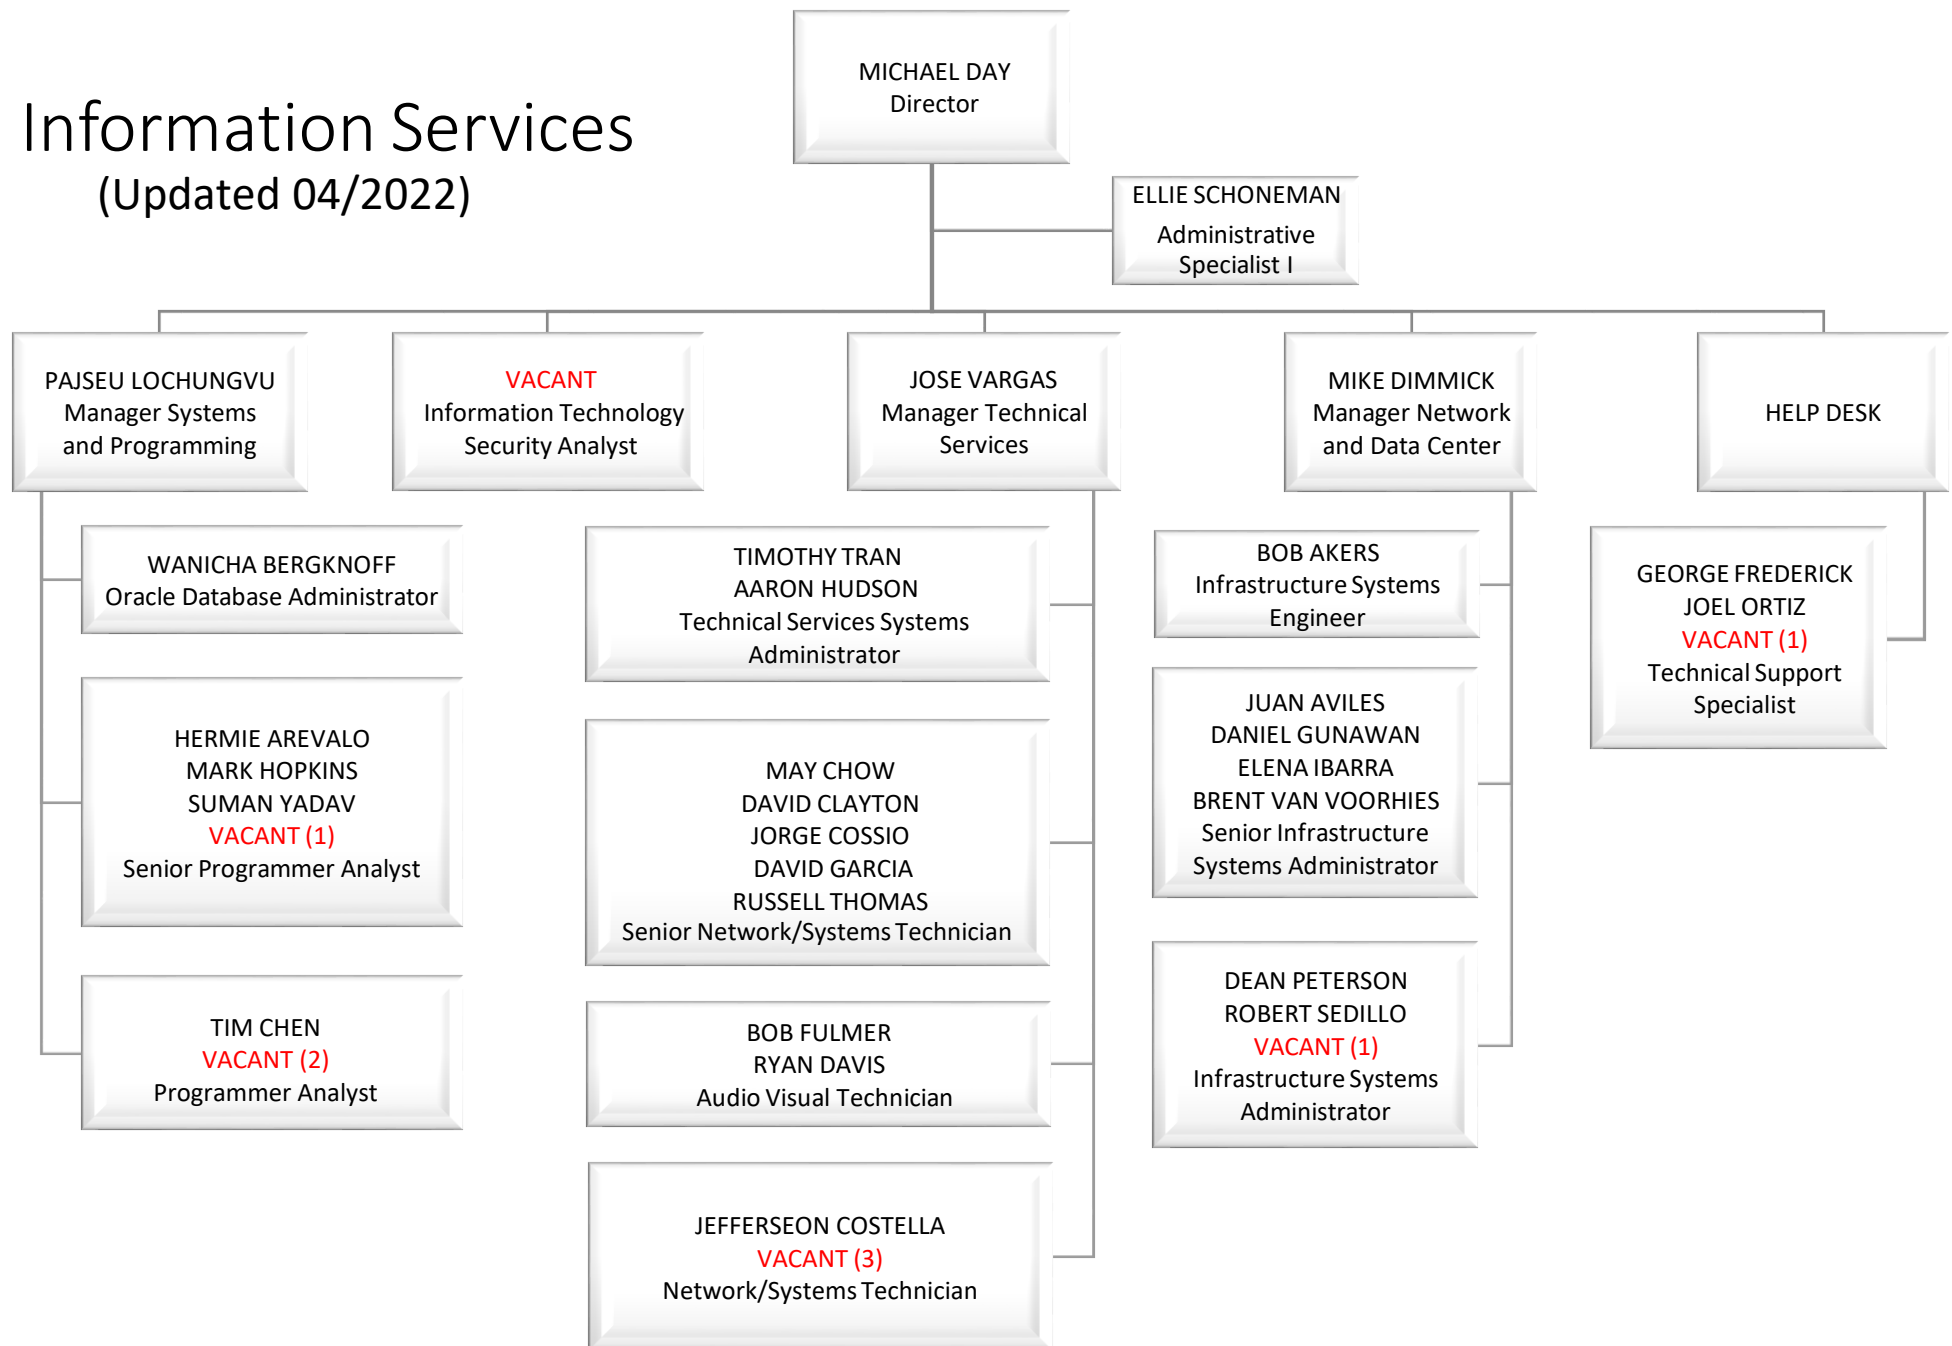 Information Services
(Updated 04/2022)
MICHAEL DAY
Director
ELLIE SCHONEMAN
Administrative
Specialist I
PAJSEU LOCHUNGVU
Manager Systems
and Programming
VACANT
Information Technology
Security Analyst
JOSE VARGAS
Manager Technical
Services
MIKE DIMMICK
Manager Network
and Data Center
HELP DESK
WANICHA BERGKNOFF
Oracle Database Administrator
HERMIE AREVALO
MARK HOPKINS
SUMAN YADAV
VACANT (1)
Senior Programmer Analyst
TIM CHEN
VACANT (2)
Programmer Analyst
TIMOTHY TRAN
AARON HUDSON
Technical Services Systems
Administrator
MAY CHOW
DAVID CLAYTON
JORGE COSSIO
DAVID GARCIA
RUSSELL THOMAS
Senior Network/Systems Technician
BOB FULMER
RYAN DAVIS
Audio Visual Technician
JEFFERSEON COSTELLA
VACANT (3)
Network/Systems Technician
BOB AKERS
Infrastructure Systems
Engineer
JUAN AVILES
DANIEL GUNAWAN
ELENA IBARRA
BRENT VAN VOORHIES
Senior Infrastructure
Systems Administrator
DEAN PETERSON
ROBERT SEDILLO
VACANT (1)
Infrastructure Systems
Administrator
GEORGE FREDERICK
JOEL ORTIZ
VACANT (1)
Technical Support
Specialist